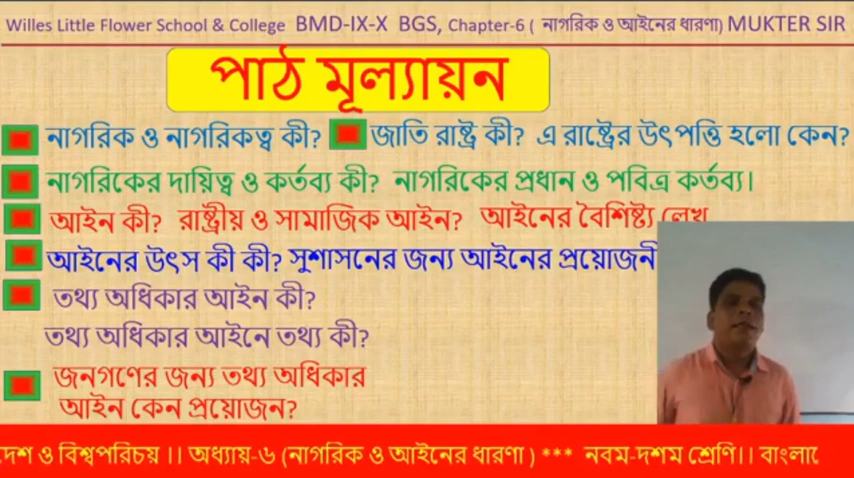 Willes Little Flower School & College BMD-IX-X BGS, Chapter-6 ( নাগরিক ও আইনের ধারণা) MUKTER SIR
পাঠ মূল্যায়ন
নাগরিক ও নাগরিকত্ব কী? জাতি রাষ্ট্র কী? এ রাষ্ট্রের উৎপত্তি হলো কেন?
নাগরিকের দায়িত্ব ও কর্তব্য কী? নাগরিকের প্রধান ও পবিত্র কর্তব্য।
আইন কী? রাষ্ট্রীয় ও সামাজিক আইন? আইনের বৈশিষ্ট্য লেখ
আইনের উৎস কী কী? সুশাসনের জন্য আইনের প্রয়োজনী
তথ্য অধিকার আইন কী?
তথ্য অধিকার আইনে তথ্য কী?
জনগণের জন্য তথ্য অধিকার
আইন কেন প্রয়োজন?
দেশ ও বিশ্বপরিচয় ।। অধ্যায়-৬ (নাগরিক ও আইনের ধারণা ) *** নবম-দশম শ্রেণি।। বাংলাদে